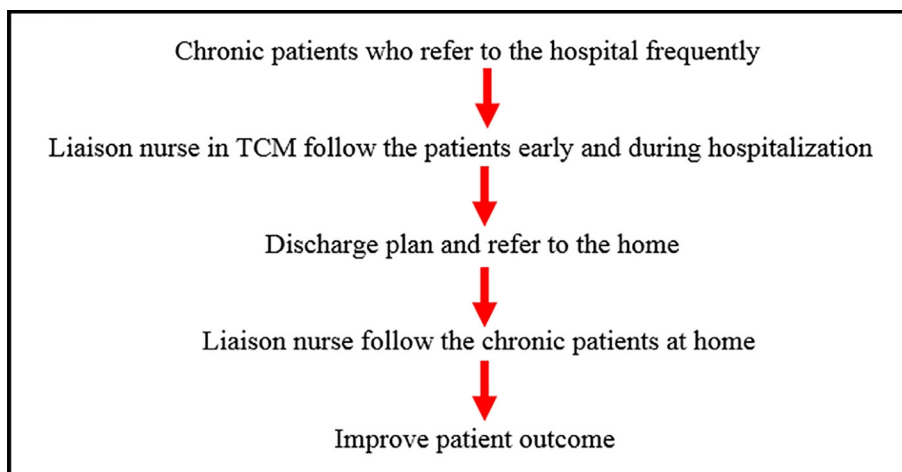 Chronic patients who refer to the hospital frequently
Liaison nurse in TCM follow the patients early and during hospitalization
Discharge plan and refer to the home
Liaison nurse follow the chronic patients at home
Improve patient outcome